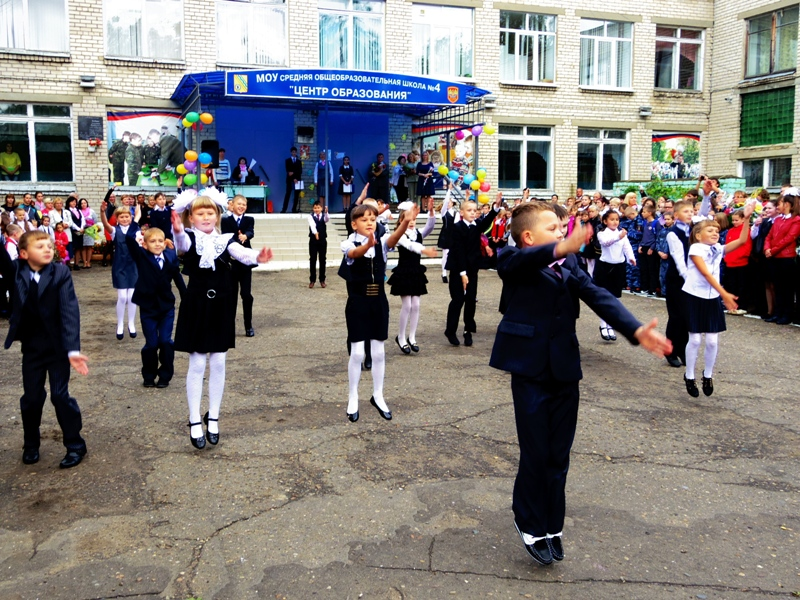 МОУ СРЕДНЯЯ ОБЩЕОБРАЗОВАТЕЛЬНАЯ ШКОЛА №4
"ЦЕНТР ОБРАЗОВАНИЯ"